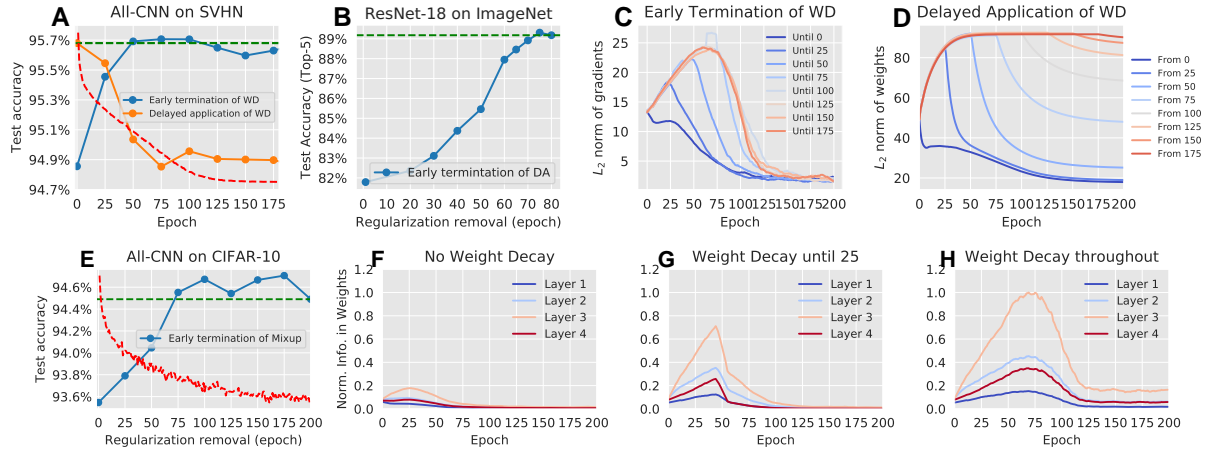 A
All-CNN on SVHN
95.7%
95.5%
95.3%
95.1%
94.9%
94.7%
Test accuracy
Early termination of WD
Delayed application of WD
0 25 50 75 100 125 150 175
Epoch
B
ResNet-18 on ImageNet
89%
88%
87%
86%
85%
84%
83%
82%
Test Accuracy (Top-5)
Early termintation of DA
0 10 20 30 40 50 60 70 80
Regularization removal (epoch)
C
Early Termination of WD
25
20
15
10
5
L2 norm of gradients
Until 0
Until 25
Until 50
Until 75
Until 100
Until 125
Until 150
Until 175
0 25 50 75 100 125 150 175 200
Epoch
D
Delayed Application of WD
80
60
40
20
L2 norm of weights
From 0
From 25
From 50
From 75
From 100
From 125
From 150
From 175
0 25 50 75 100 125 150 175 200
Epoch
E
All-CNN on CIFAR-10
94.6%
94.4%
94.2%
94.0%
93.8%
93.6%
Test accuracy
Early termination of Mixup
0 25 50 75 100 125 150 175 200
Regularization removal (epoch)
F
No Weight Decay
1.2
1.0
0.8
0.6
0.4
0.2
0.0
Norm. Info. in Weights
Layer 1
Layer 2
Layer 3
Layer 4
0 25 50 75 100 125 150 175 200
Epoch
G
Weight Decay until 25
1.2
1.0
0.8
0.6
0.4
0.2
0.0
Layer 1
Layer 2
Layer 3
Layer 4
0 25 50 75 100 125 150 175 200
Epoch
H
Weight Decay throughout
1.2
1.0
0.8
0.6
0.4
0.2
0.0
Layer 1
Layer 2
Layer 3
Layer 4
0 25 50 75 100 125 150 175 200
Epoch